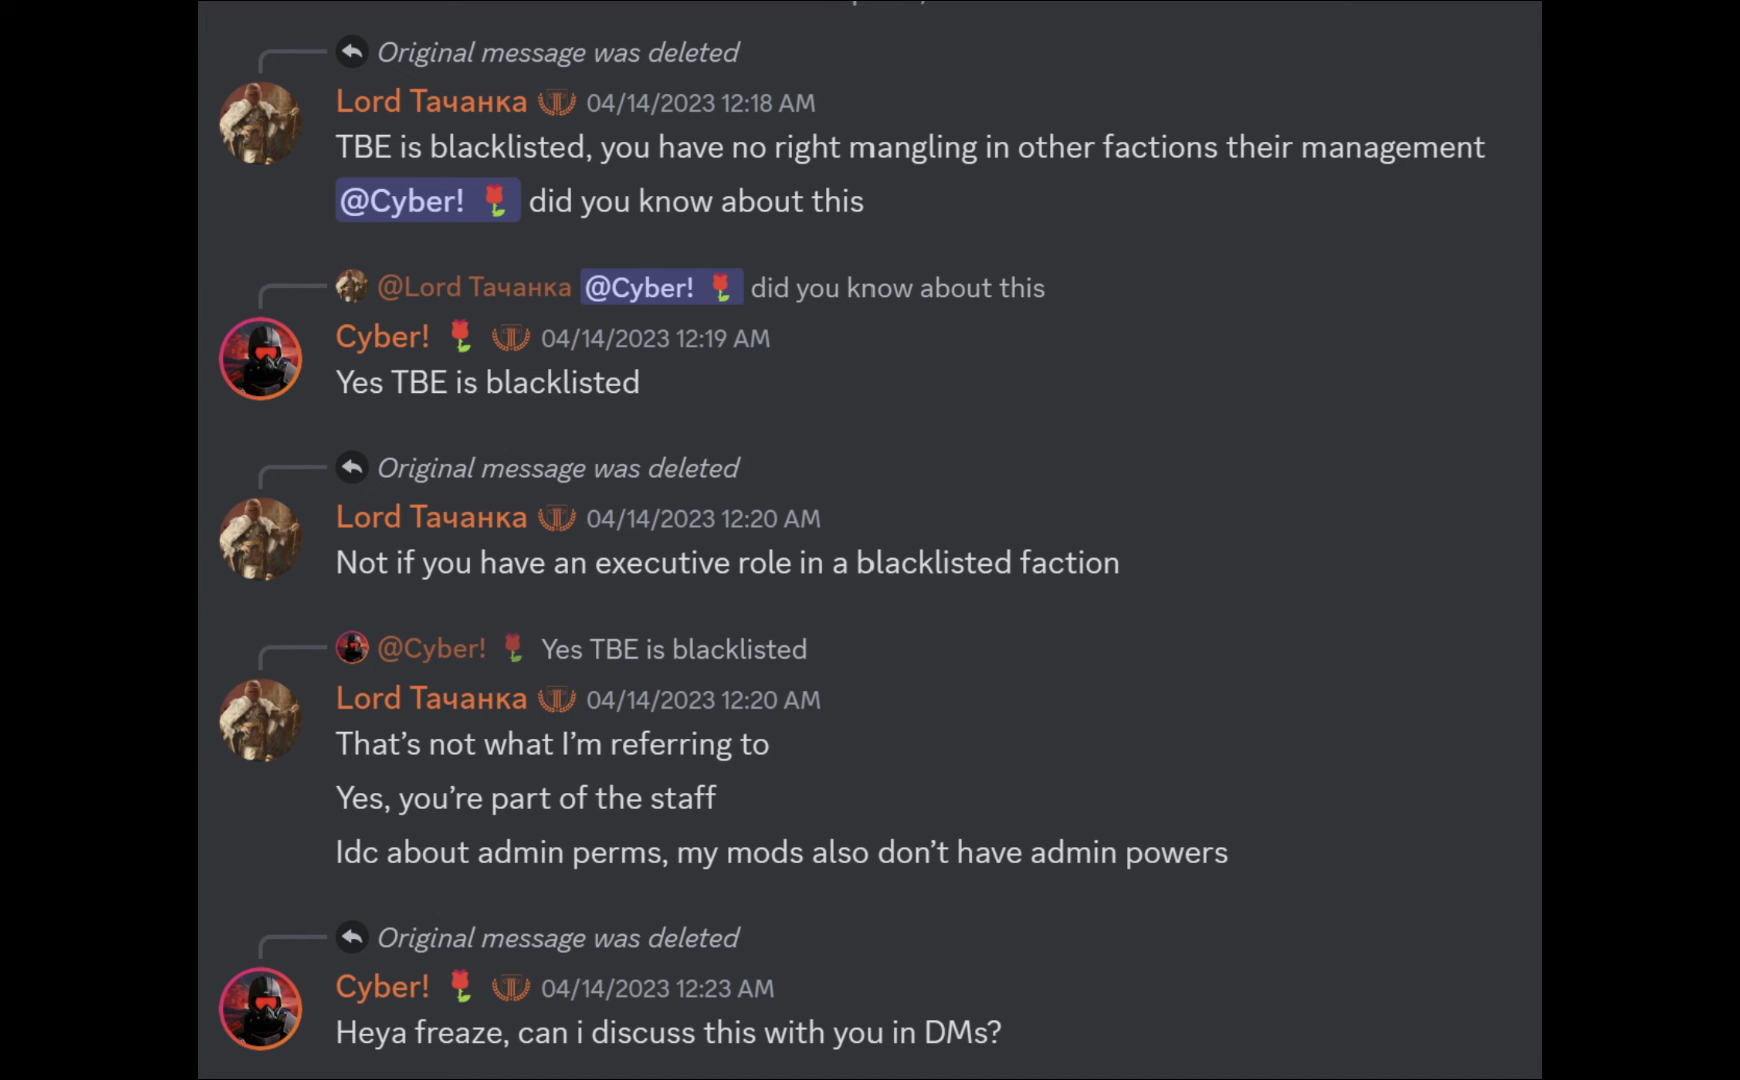 Original message was deleted
Lord Тачанка 04/14/2023 12:18 AM
TBE is blacklisted, you have no right mangling in other factions their management
@Cyber! 🌹 did you know about this
@Lord Тачанка @Cyber! 🌹 did you know about this
Cyber! 🌹 04/14/2023 12:19 AM
Yes TBE is blacklisted
Original message was deleted
Lord Тачанка 04/14/2023 12:20 AM
Not if you have an executive role in a blacklisted faction
@Cyber! 🌹 Yes TBE is blacklisted
Lord Тачанка 04/14/2023 12:20 AM
That’s not what I’m referring to
Yes, you’re part of the staff
Idc about admin perms, my mods also don’t have admin powers
Original message was deleted
Cyber! 🌹 04/14/2023 12:23 AM
Heya freaze, can i discuss this with you in DMs?